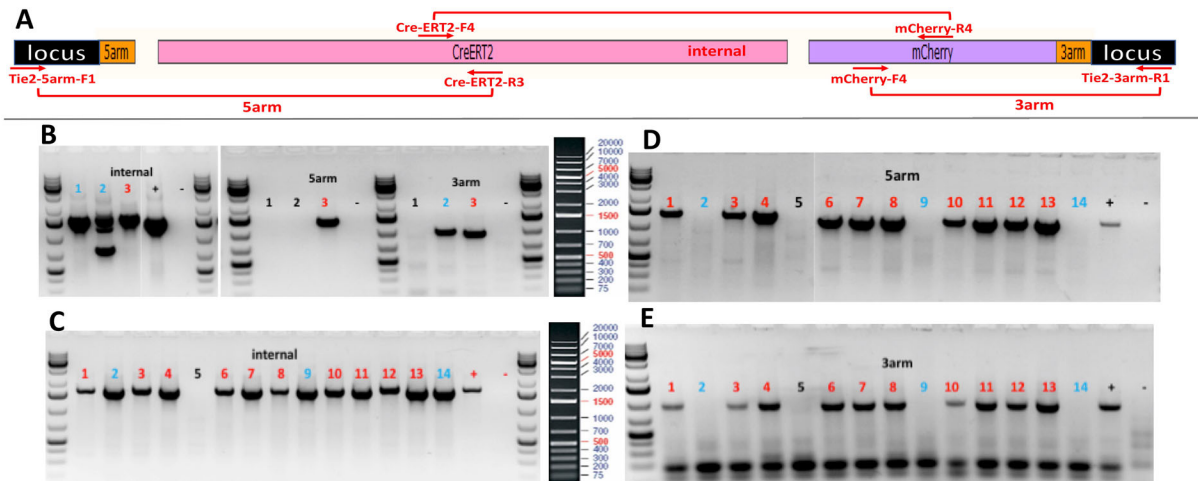 A
Cre-ERT2-F4
mCherry-R4
locus
5arm
CreERT2
internal
mCherry
3arm
locus
Tie2-5arm-F1
Cre-ERT2-R3
mCherry-F4
Tie2-3arm-R1
5arm
3arm
B
internal
1 2 3 + -
5arm
1 2 3 -
3arm
1 2 3 -
20000
10000
7000
5000
4000
3000
2000
1500
1000
700
500
400
300
200
75
D
5arm
1 2 3 4 5 6 7 8 9 10 11 12 13 14 + -
C
internal
1 2 3 4 5 6 7 8 9 10 11 12 13 14 + -
20000
10000
7000
5000
4000
3000
2000
1500
1000
700
500
400
300
200
75
E
3arm
1 2 3 4 5 6 7 8 9 10 11 12 13 14 + -